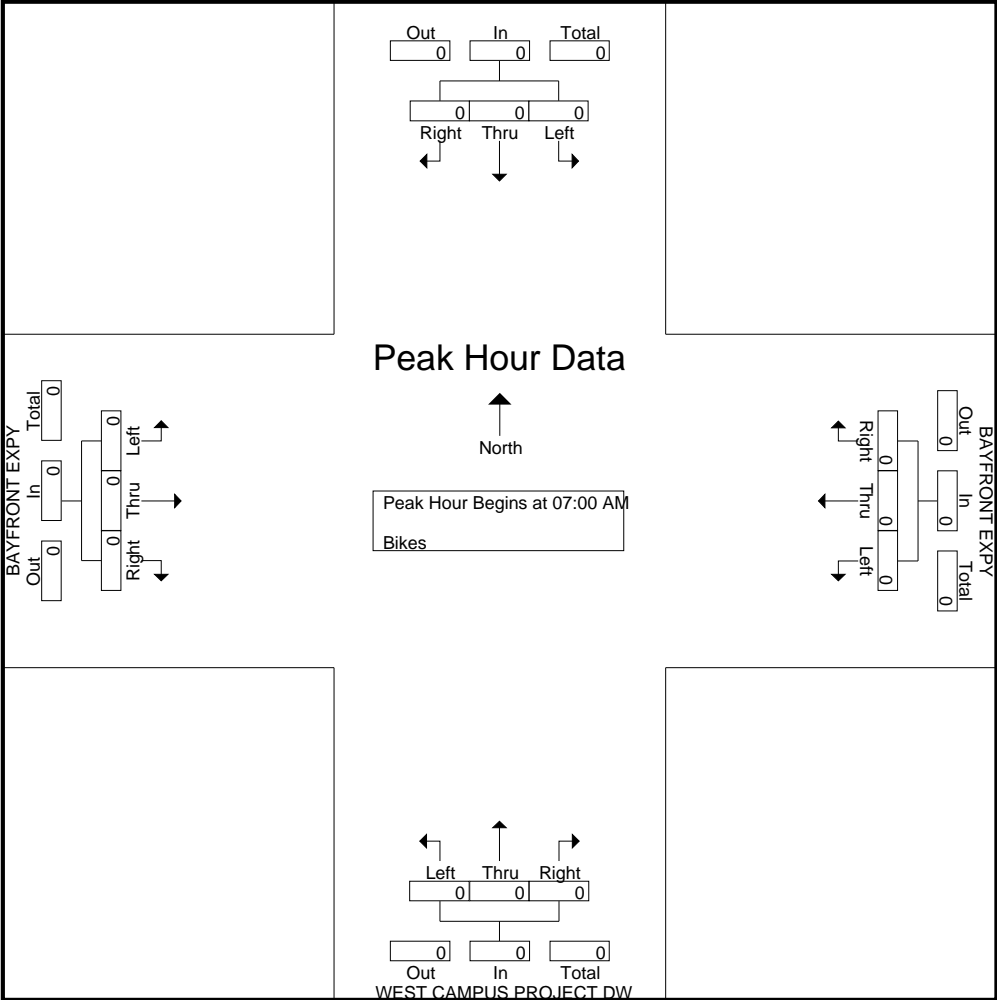 Out In Total
0 0 0
0 0 0
Right Thru Left
Peak Hour Data
North
Peak Hour Begins at 07:00 AM
Bikes
BAYFRONT EXPY
Out In Total
0 0 0
0 0 0
Right Thru Left
BAYFRONT EXPY
Total In Out
0 0 0
0 0 0
Left Thru Right
Left Thru Right
0 0 0
0 0 0
Out In Total
WEST CAMPUS PROJECT DW